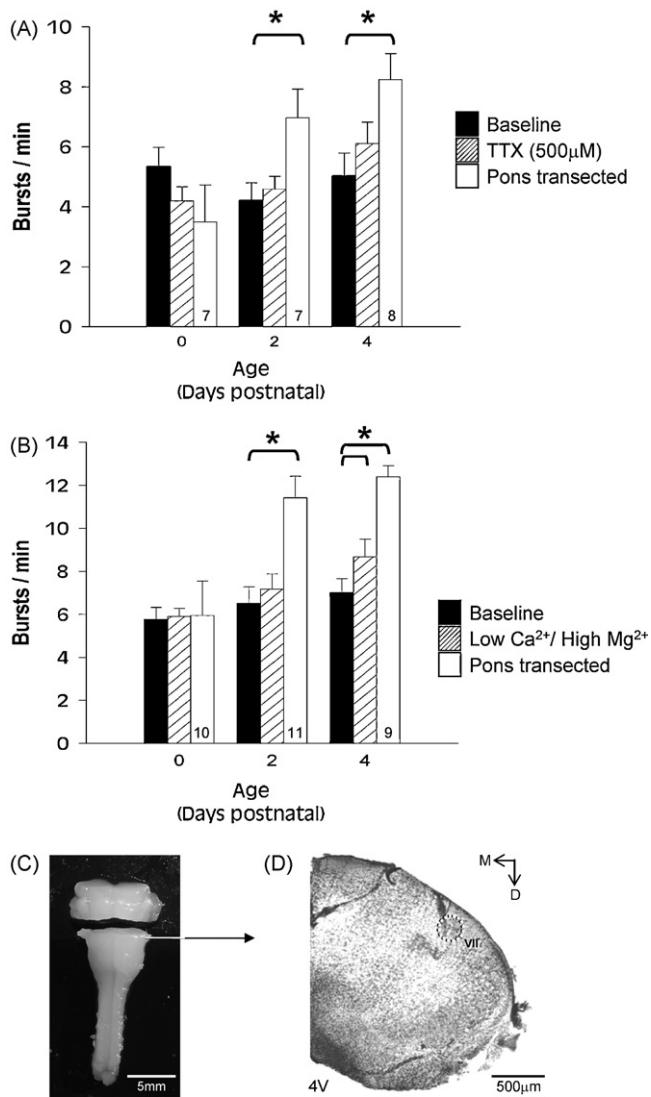 (A)
10
8
6
4
2
0
Bursts / min
*
*
7
7
8
0
2
4
Age
(Days postnatal)
Baseline
TTX (500µM)
Pons transected
(B)
14
12
10
8
6
4
2
0
Bursts / min
*
*
10
11
9
0
2
4
Age
(Days postnatal)
Baseline
Low Ca²⁺/ High Mg²⁺
Pons transected
(C)
5mm
(D)
M
D
VII
4V
500µm